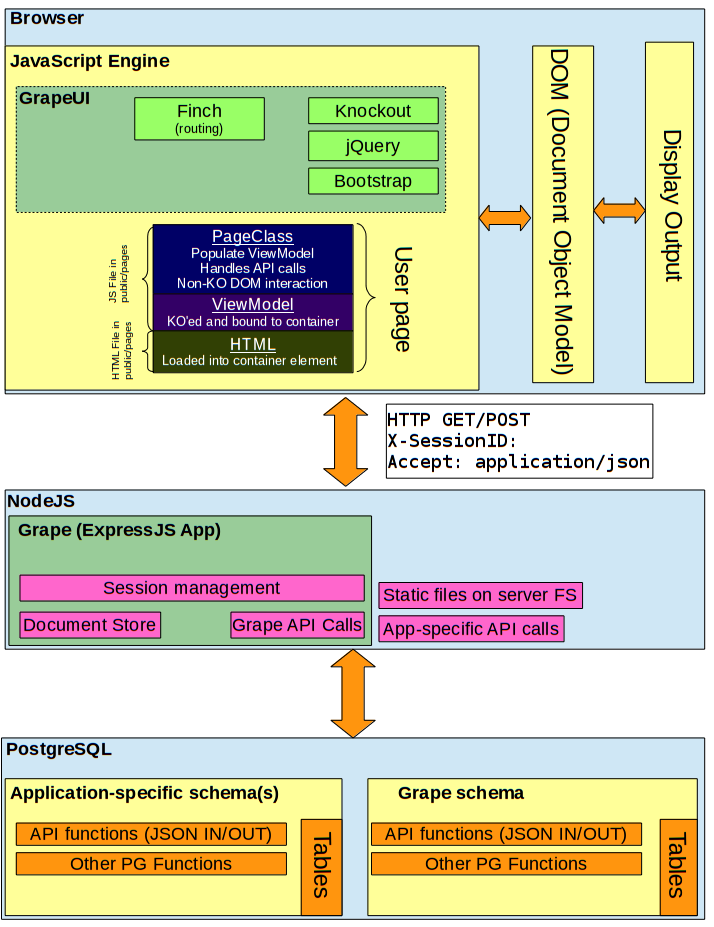 Browser
JavaScript Engine
GrapeUI
Finch
(routing)
Knockout
jQuery
Bootstrap
PageClass
Populate ViewModel
Handles API calls
Non-KO DOM interaction
ViewModel
KO'ed and bound to container
HTML
Loaded into container element
JS File in
public/pages
HTML File in
public/pages
User page
DOM (Document Object Model)
Display Output
HTTP GET/POST
X-SessionID:
Accept: application/json
NodeJS
Grape (ExpressJS App)
Session management
Document Store
Grape API Calls
Static files on server FS
App-specific API calls
PostgreSQL
Application-specific schema(s)
API functions (JSON IN/OUT)
Other PG Functions
Tables
Grape schema
API functions (JSON IN/OUT)
Other PG Functions
Tables